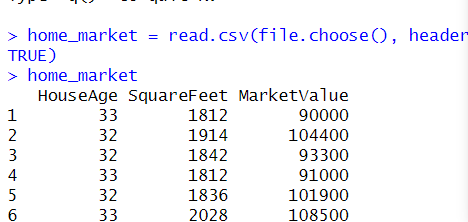 > home_market = read.csv(file.choose(), header
TRUE)
> home_market
HouseAge SquareFeet MarketValue
1 33 1812 90000
2 32 1914 104400
3 32 1842 93300
4 33 1812 91000
5 32 1836 101900
6 33 2028 108500